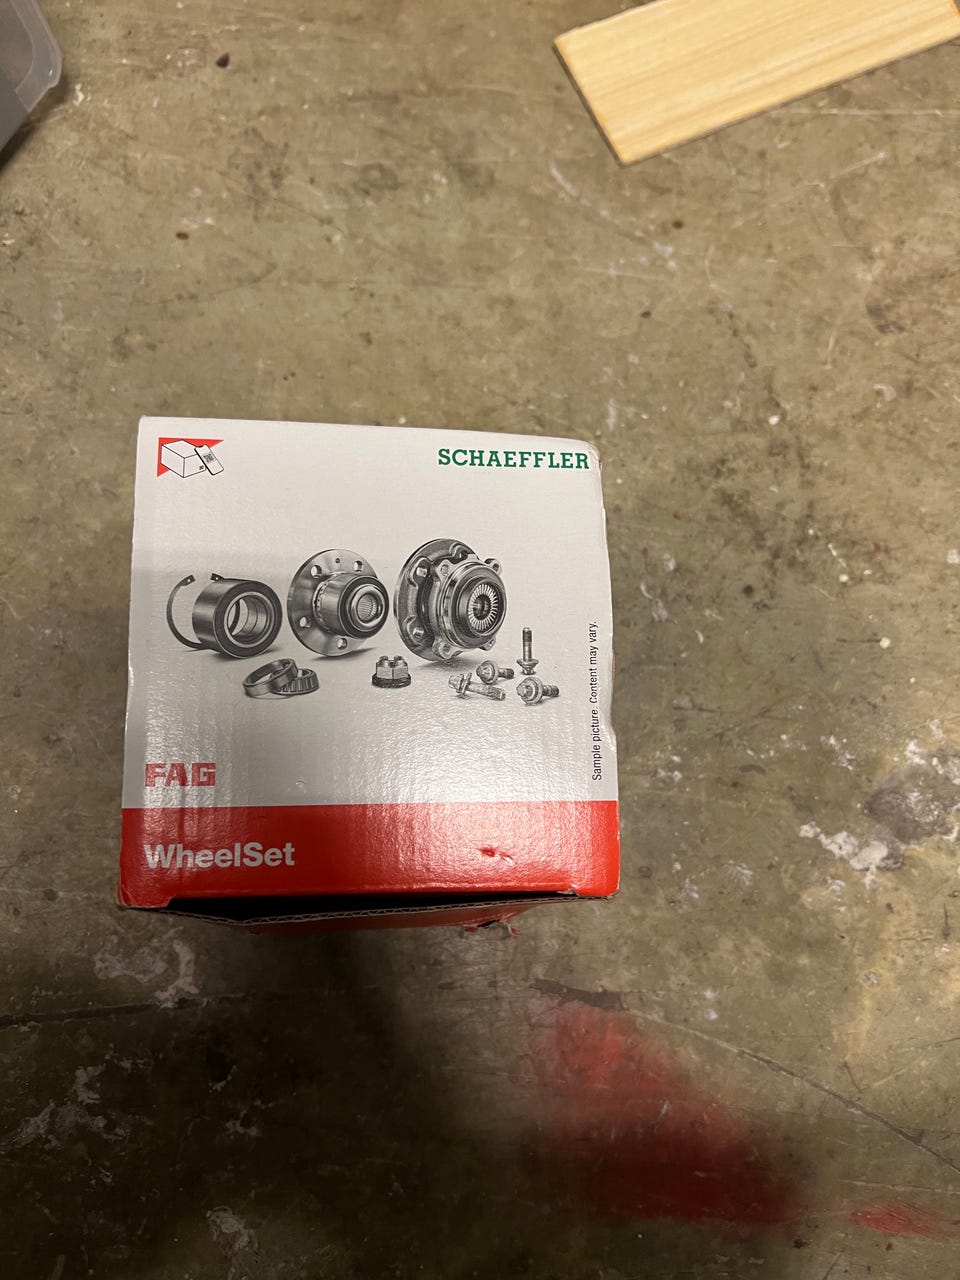 SCHAEFFLER
Sample picture. Content may vary.
FAG
WheelSet